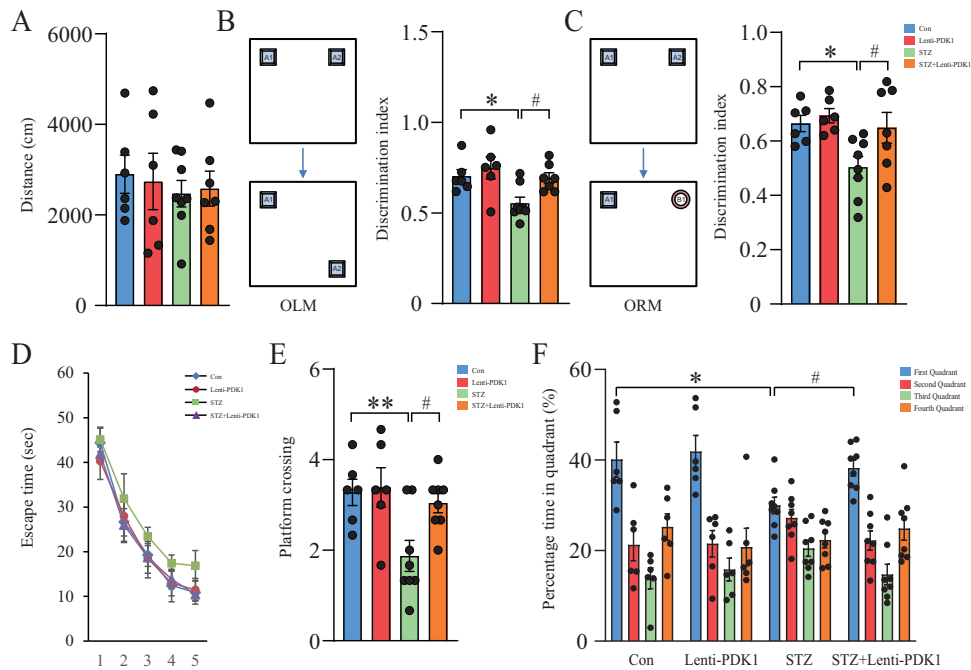 A
Distance (cm)
6000
4000
2000
0
B
A1 A2
A1
A2
OLM
Discrimination index
1.5
1.0
0.5
0.0
* #
C
A1 A2
A1 B1
ORM
Discrimination index
1.0
0.8
0.6
0.4
0.2
0.0
* #
Con
Lenti-PDK1
STZ
STZ+Lenti-PDK1
D
Escape time (sec)
60
50
40
30
20
10
0
1 2 3 4 5
Con
Lenti-PDK1
STZ
STZ+Lenti-PDK1
E
Platform crossing
6
4
2
0
** #
Con
Lenti-PDK1
STZ
STZ+Lenti-PDK1
F
Percentage time in quadrant (%)
60
40
20
0
* #
First Quadrant
Second Quadrant
Third Quadrant
Fourth Quadrant
Con Lenti-PDK1 STZ STZ+Lenti-PDK1